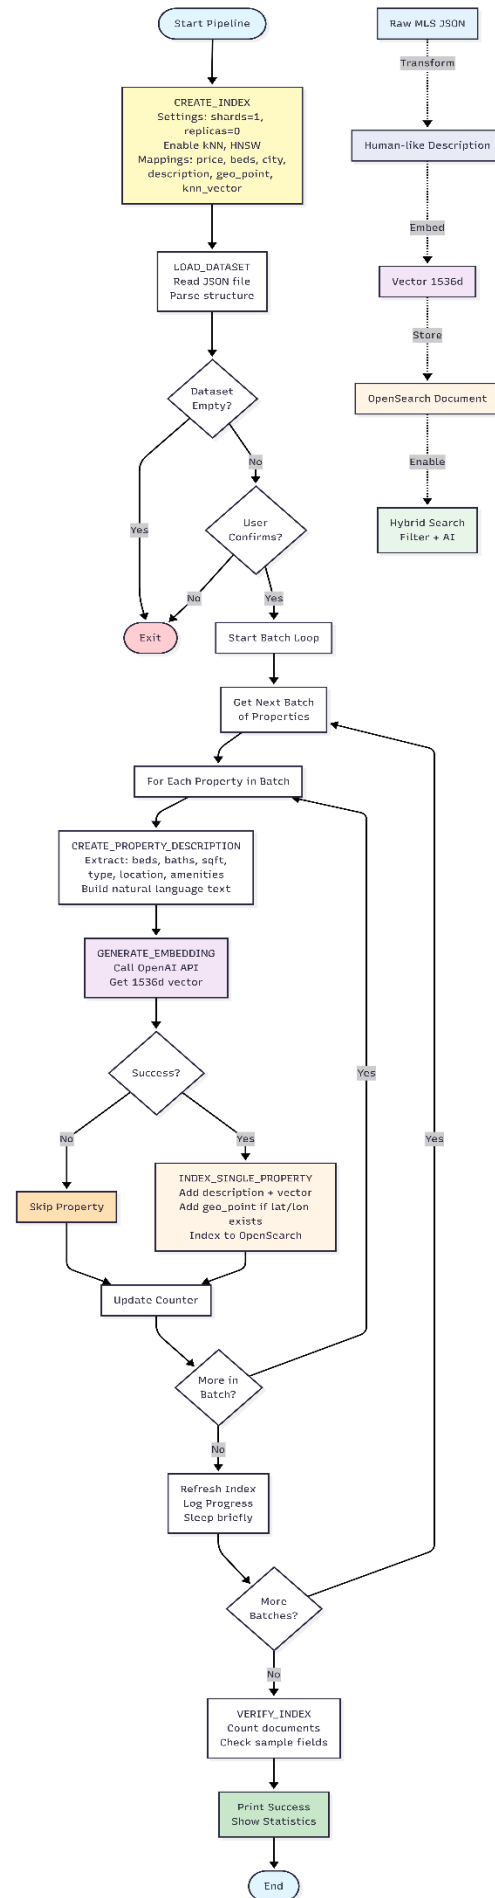 Start Pipeline
CREATE_INDEX
Settings: shards=1,
replicas=0
Enable kNN, HNSW
Mappings: price, beds, city,
description, geo_point,
knn_vector
LOAD_DATASET
Read JSON file
Parse structure
Dataset
Empty?
No
Yes
User
Confirms?
No
Yes
Exit
Start Batch Loop
Get Next Batch
of Properties
For Each Property in Batch
CREATE_PROPERTY_DESCRIPTION
Extract: beds, baths, sqft,
type, location, amenities
Build natural language text
GENERATE_EMBEDDING
Call OpenAI API
Get 1536d vector
Success?
No
Yes
Skip Property
INDEX_SINGLE_PROPERTY
Add description + vector
Add geo_point if lat/lon
exists
Index to OpenSearch
Update Counter
More in
Batch?
Yes
No
Refresh Index
Log Progress
Sleep briefly
More
Batches?
Yes
No
VERIFY_INDEX
Count documents
Check sample fields
Print Success
Show Statistics
End
Raw MLS JSON
Transform
Human-like Description
Embed
Vector 1536d
Store
OpenSearch Document
Enable
Hybrid Search
Filter + AI